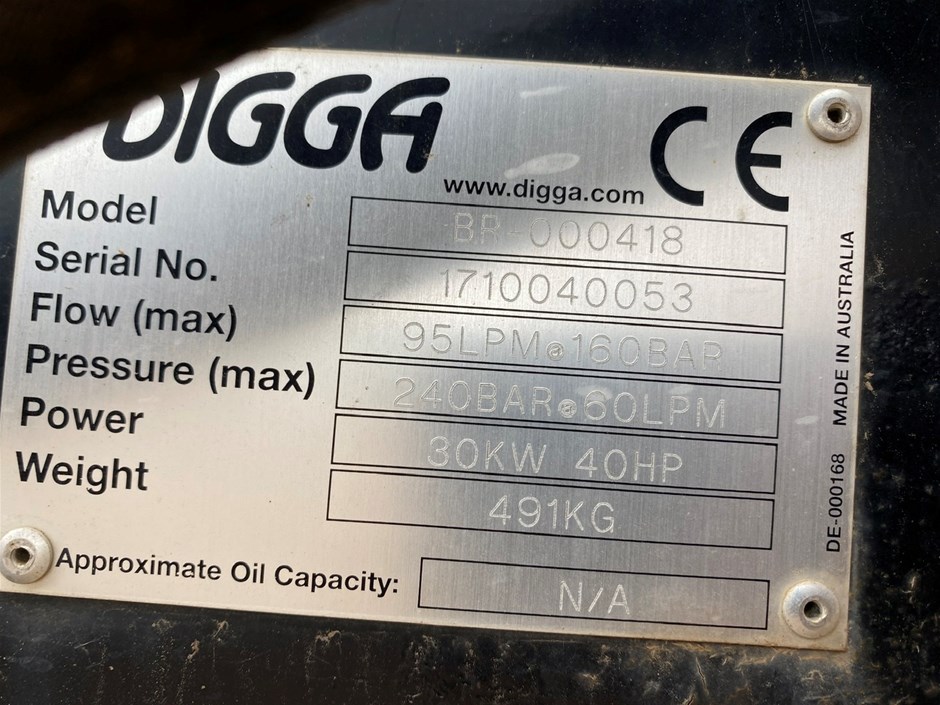 DIGGA
CE
www.digga.com
Model BR-000418
Serial No. 1710040053
Flow (max) 95LPM@160BAR
Pressure (max) 240BAR@60LPM
Power 30KW 40HP
Weight 491KG
Approximate Oil Capacity: N/A
DE-000168 MADE IN AUSTRALIA